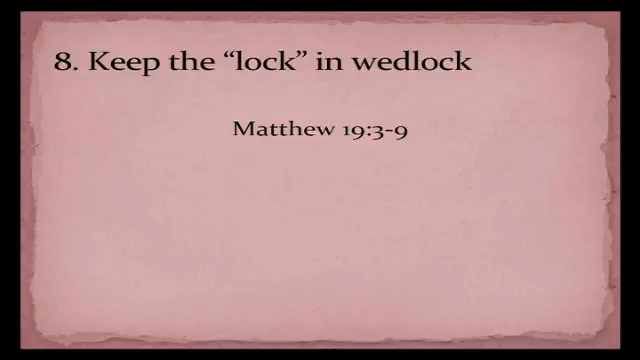 8. Keep the “lock” in wedlock
Matthew 19:3-9